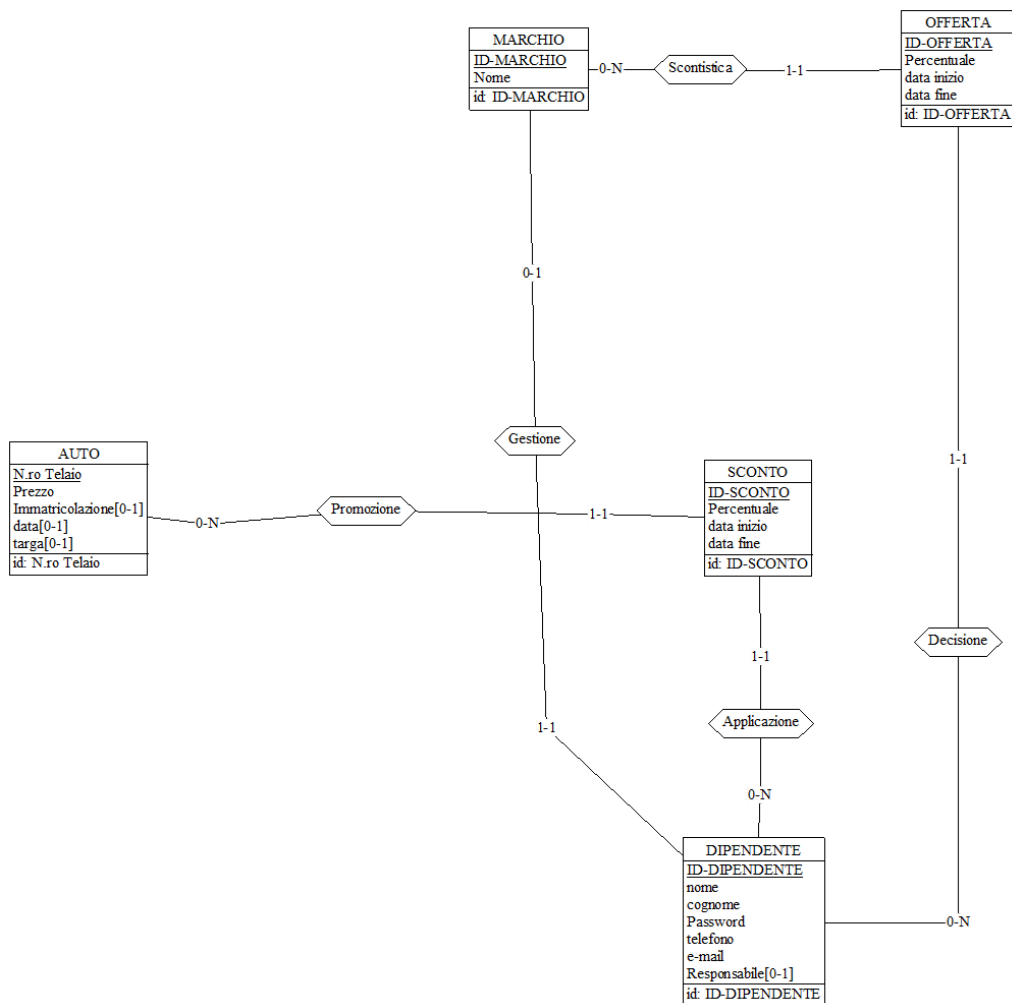 MARCHIO
ID-MARCHIO
Nome
id: ID-MARCHIO
0-N
Scontistica
1-1
OFFERTA
ID-OFFERTA
Percentuale
data inizio
data fine
id: ID-OFFERTA
0-1
Gestione
1-1
AUTO
N.ro Telaio
Prezzo
Immatricolazione[0-1]
data[0-1]
targa[0-1]
id: N.ro Telaio
0-N
Promozione
1-1
SCONTO
ID-SCONTO
Percentuale
data inizio
data fine
id: ID-SCONTO
1-1
Decisione
1-1
Applicazione
0-N
DIPENDENTE
ID-DIPENDENTE
nome
cognome
Password
telefono
e-mail
Responsabile[0-1]
id: ID-DIPENDENTE
0-N